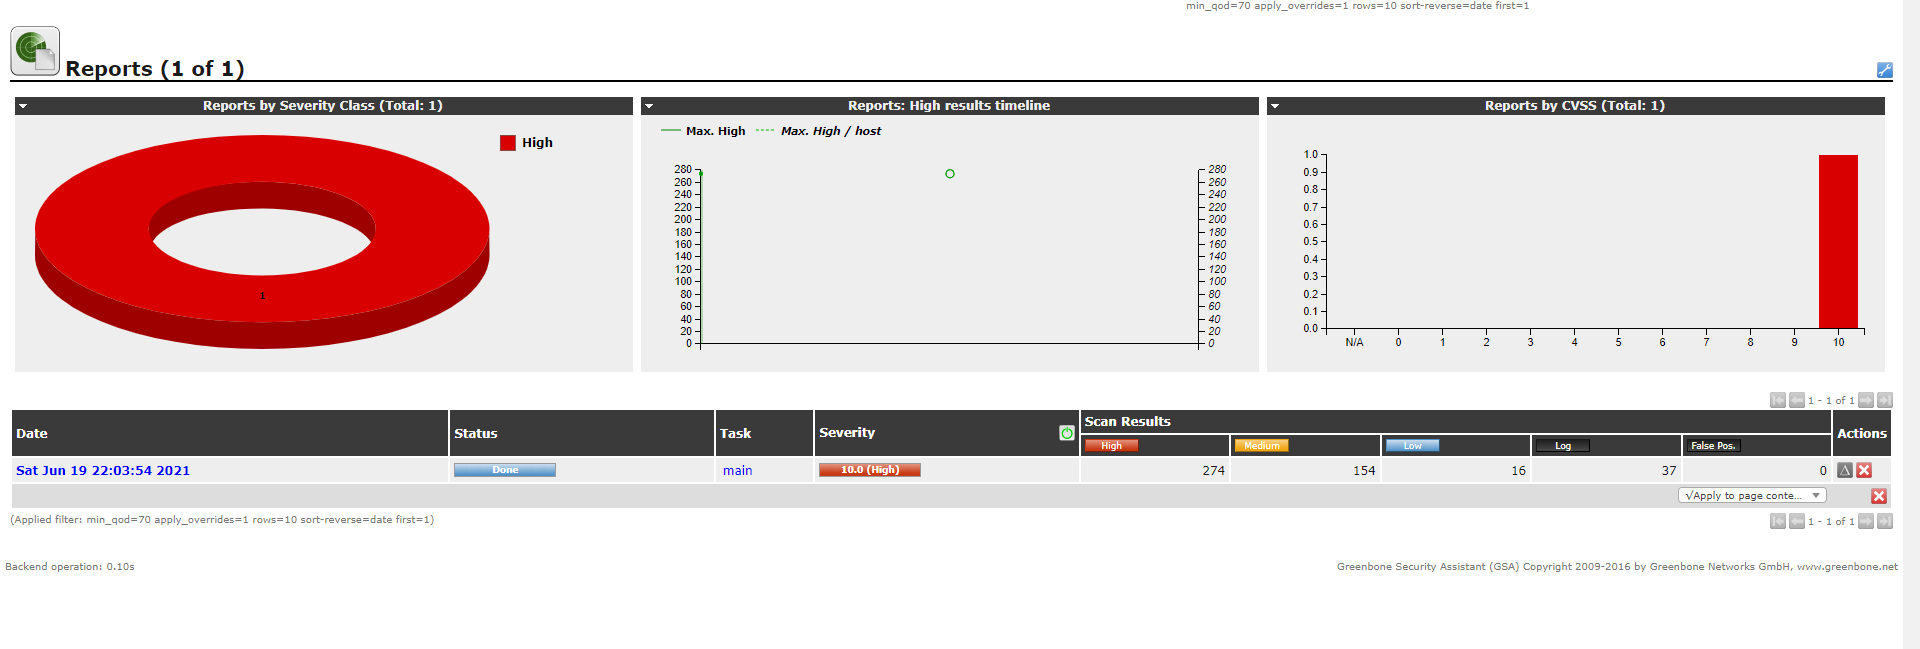 min_qod=70 apply_overrides=1 rows=10 sort-reverse=date first=1
Reports (1 of 1)
Reports by Severity Class (Total: 1)
High
1
Reports: High results timeline
Max. High Max. High / host
280 280
260 260
240 240
220 220
200 200
180 180
160 160
140 140
120 120
100 100
80 80
60 60
40 40
20 20
0 0
Reports by CVSS (Total: 1)
1.0
0.9
0.8
0.7
0.6
0.5
0.4
0.3
0.2
0.1
0.0
N/A 0 1 2 3 4 5 6 7 8 9 10
1 - 1 of 1
Date Status Task Severity Scan Results Actions
High Medium Low Log False Pos.
Sat Jun 19 22:03:54 2021 Done main 10.0 (High) 274 154 16 37 0
√Apply to page conte...
(Applied filter: min_qod=70 apply_overrides=1 rows=10 sort-reverse=date first=1)
1 - 1 of 1
Backend operation: 0.10s
Greenbone Security Assistant (GSA) Copyright 2009-2016 by Greenbone Networks GmbH, www.greenbone.net